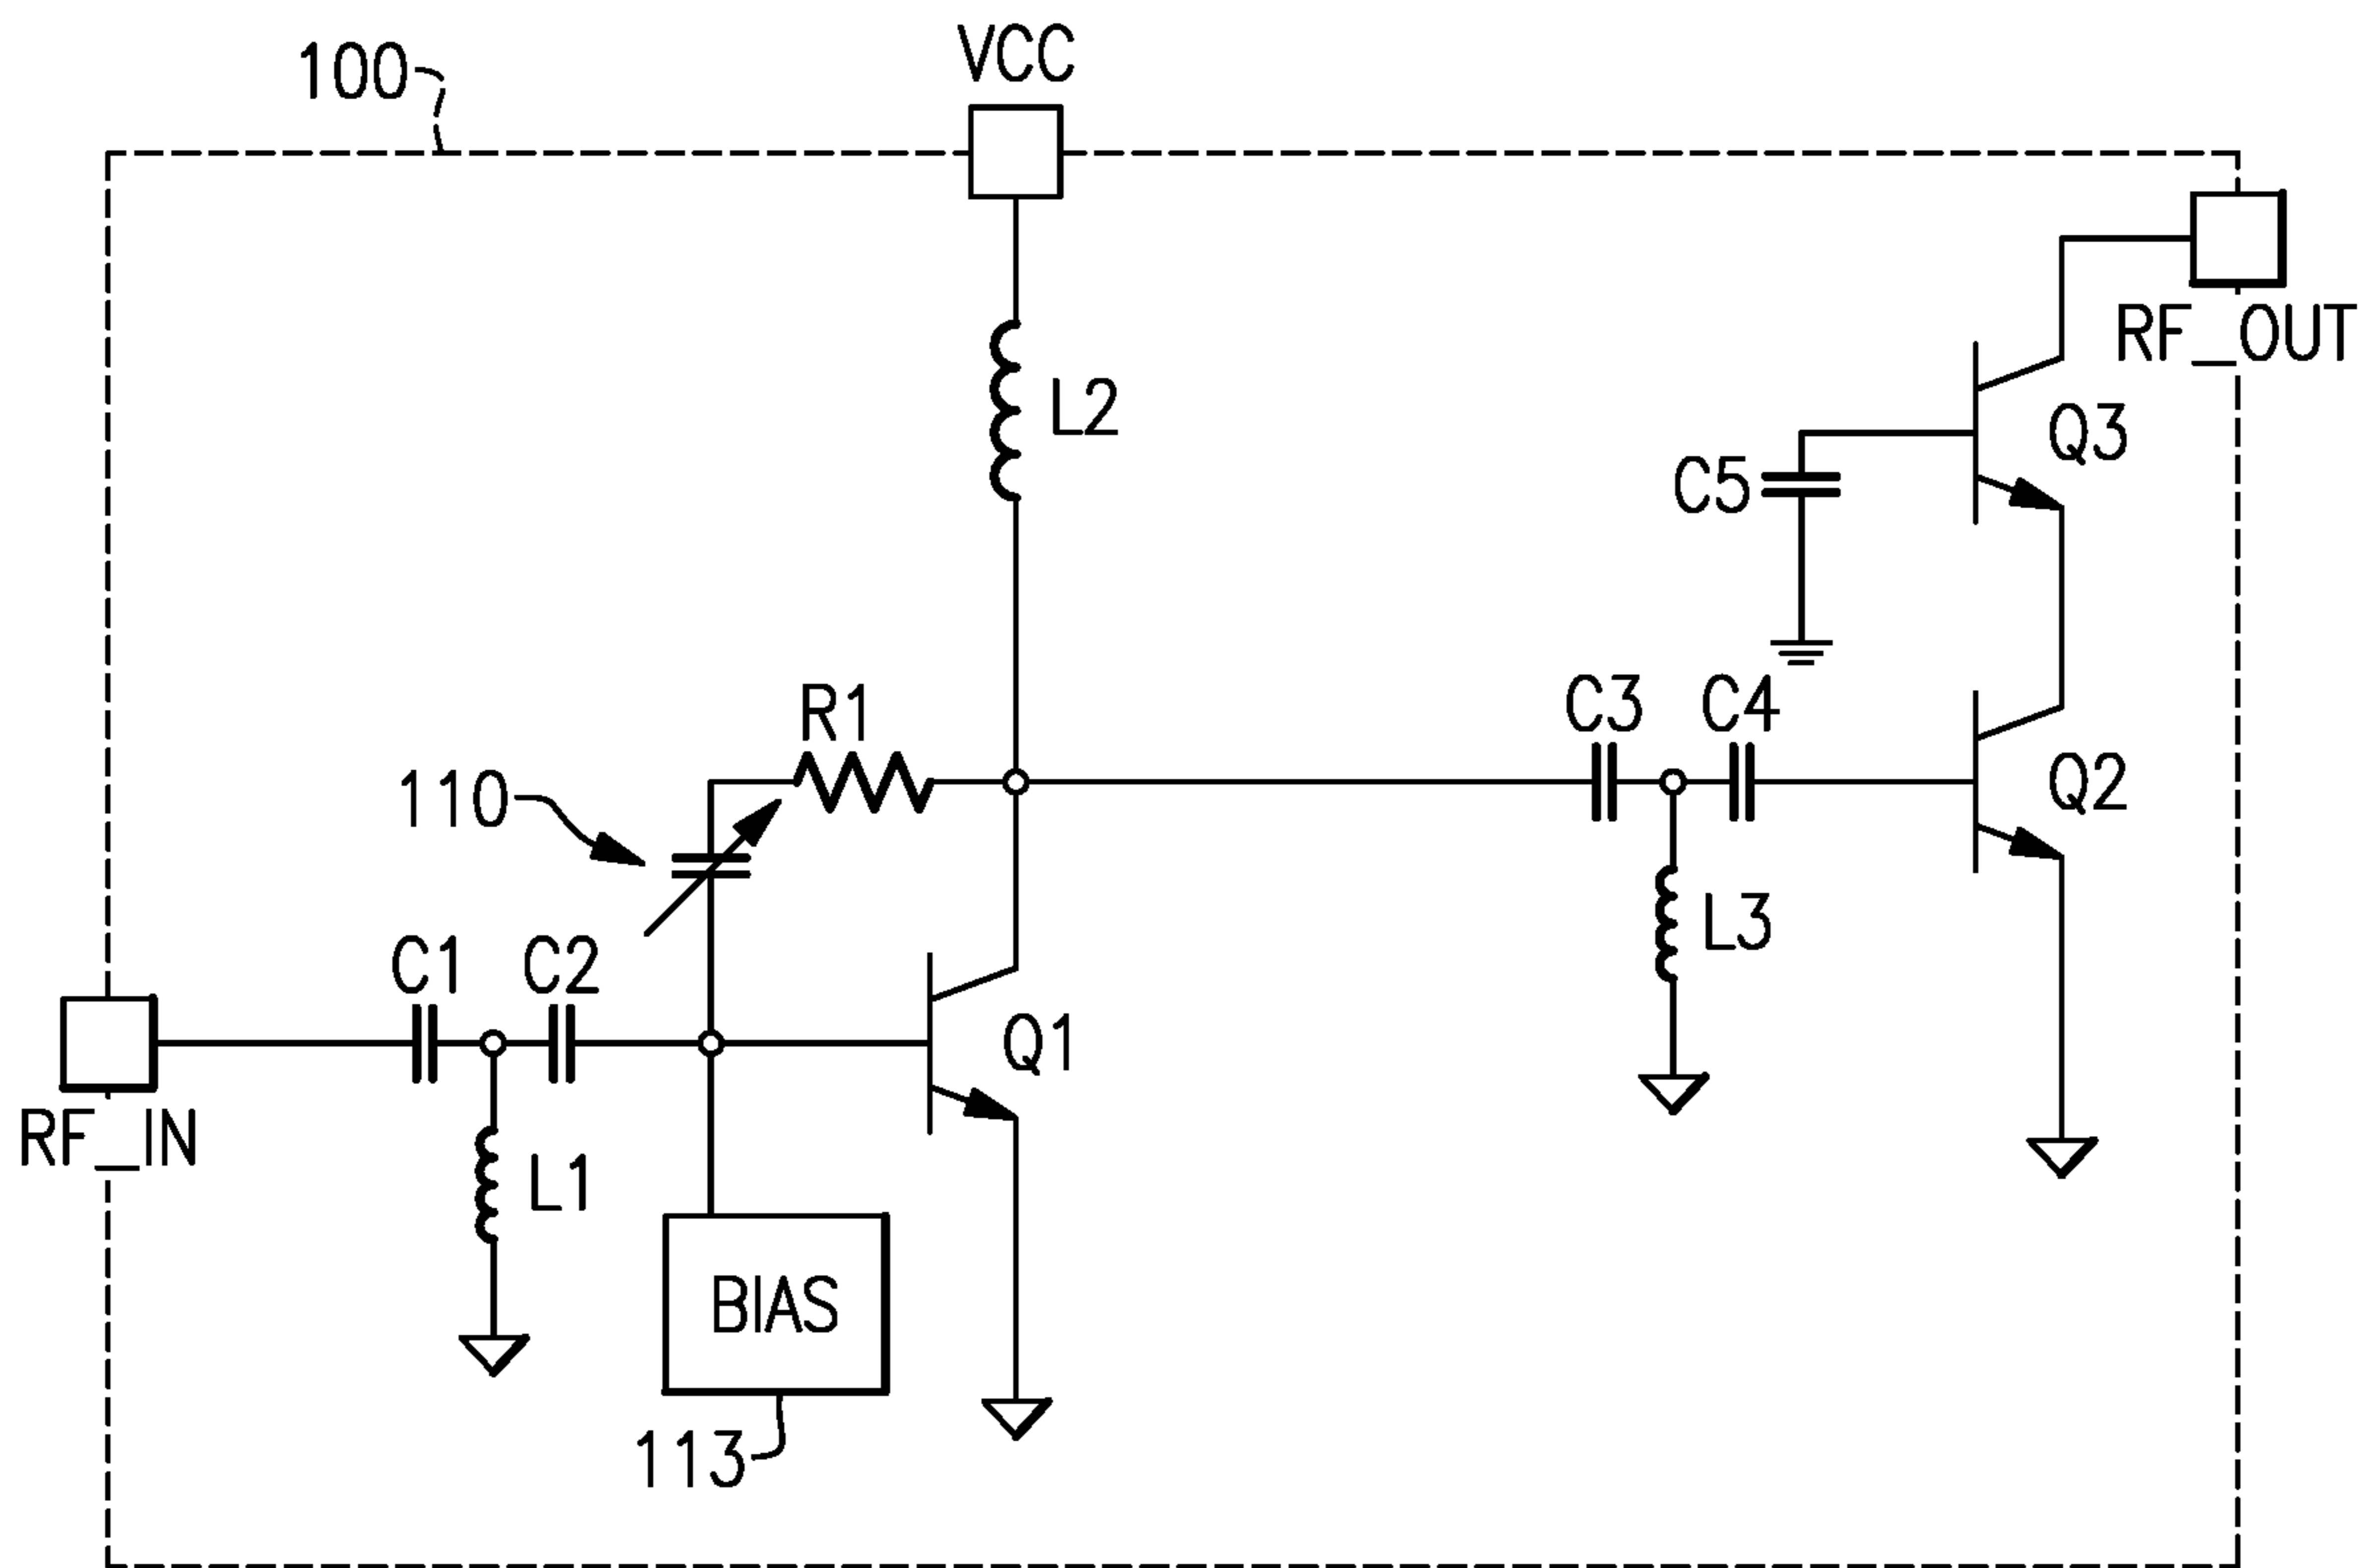 100
VCC
RF_OUT
L2
Q3
C5
R1
C3
C4
110
Q2
L3
C1
C2
Q1
RF_IN
L1
BIAS
113